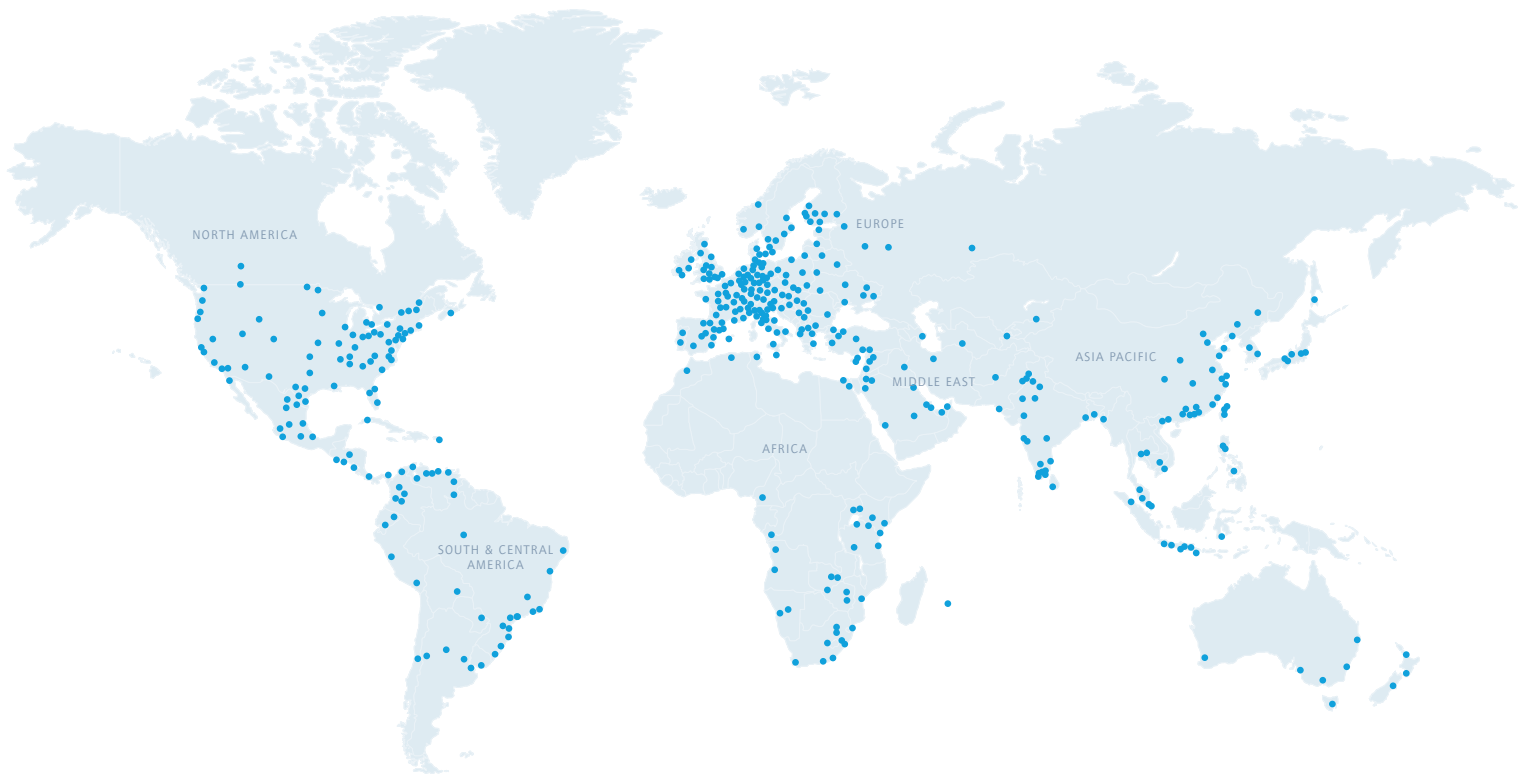 NORTH AMERICA
EUROPE
ASIA PACIFIC
MIDDLE EAST
AFRICA
SOUTH & CENTRAL
AMERICA